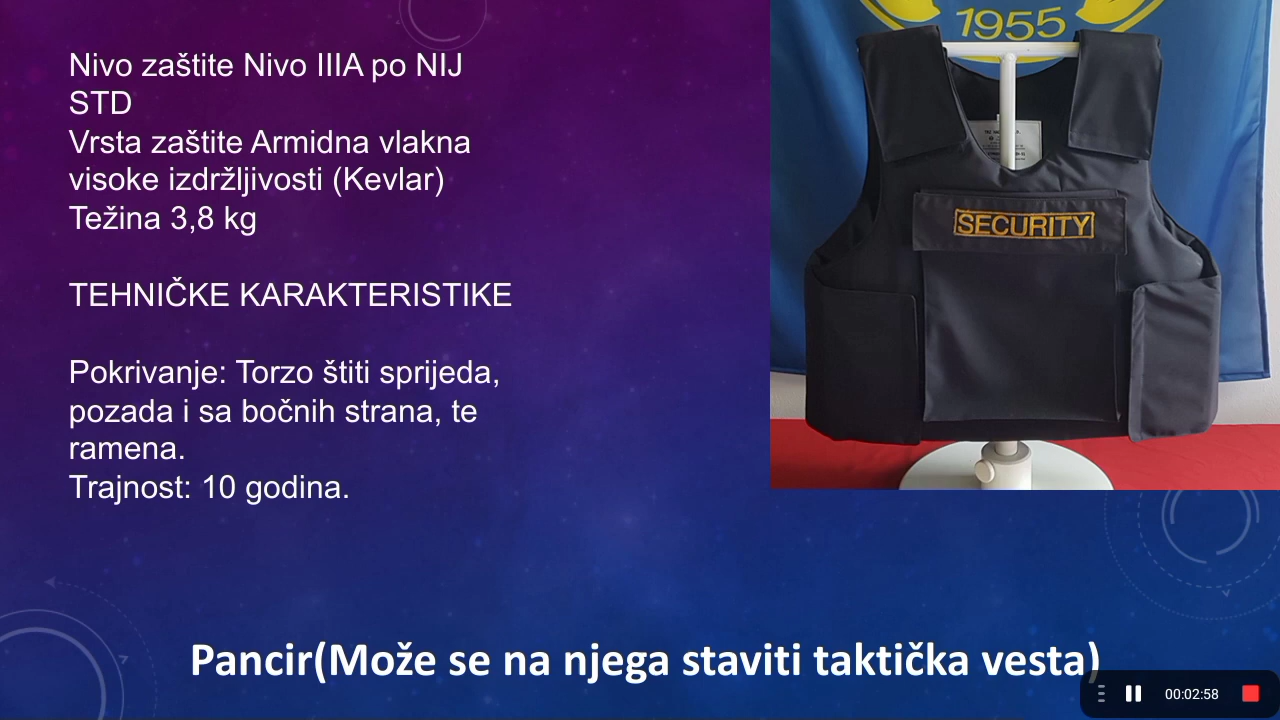 Nivo zaštite Nivo IIIA po NIJ
STD
Vrsta zaštite Armidna vlakna
visoke izdržljivosti (Kevlar)
Težina 3,8 kg
TEHNIČKE KARAKTERISTIKE
Pokrivanje: Torzo štiti sprijeda,
pozada i sa bočnih strana, te
ramena.
Trajnost: 10 godina.
1955
SECURITY
Pancir(Može se na njega staviti taktička vesta)
00:02:58